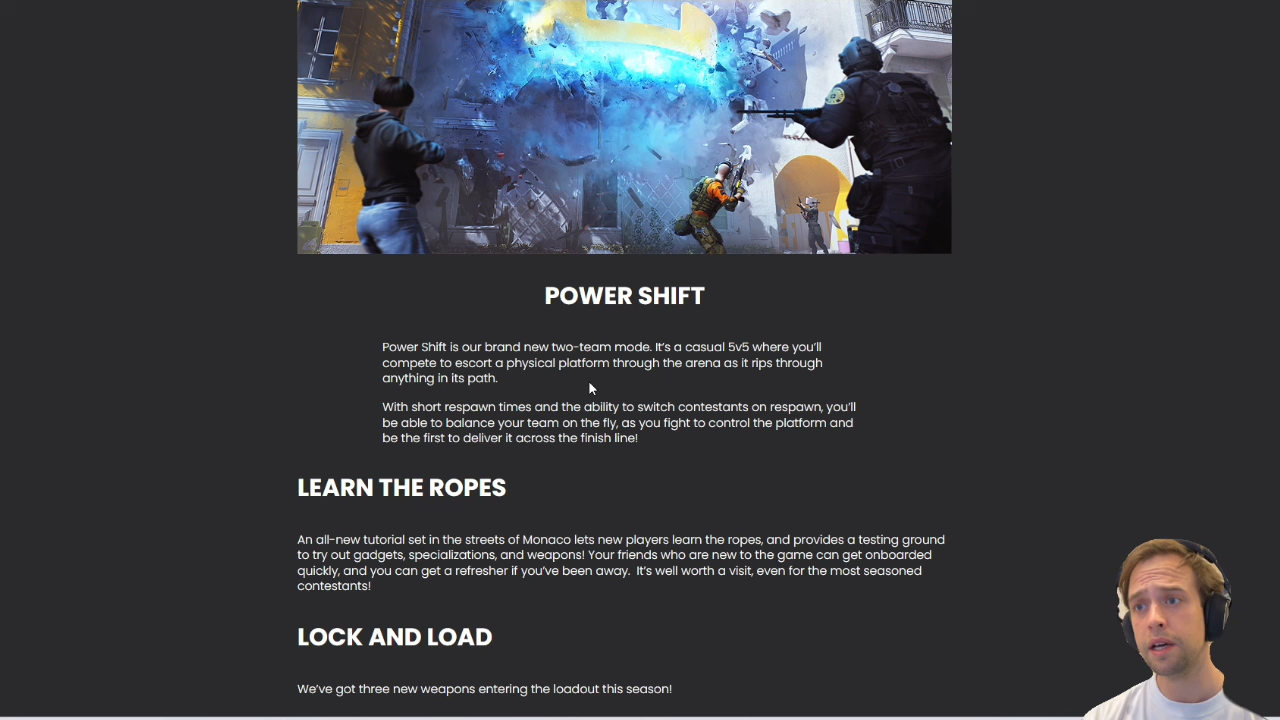 POWER SHIFT
Power Shift is our brand new two-team mode. It's a casual 5v5 where you'll
compete to escort a physical platform through the arena as it rips through
anything in its path.
With short respawn times and the ability to switch contestants on respawn, you'll
be able to balance your team on the fly, as you fight to control the platform and
be the first to deliver it across the finish line!
LEARN THE ROPES
An all-new tutorial set in the streets of Monaco lets new players learn the ropes, and provides a testing ground
to try out gadgets, specializations, and weapons! Your friends who are new to the game can get onboarded
quickly, and you can get a refresher if you've been away.  It's well worth a visit, even for the most seasoned
contestants!
LOCK AND LOAD
We've got three new weapons entering the loadout this season!